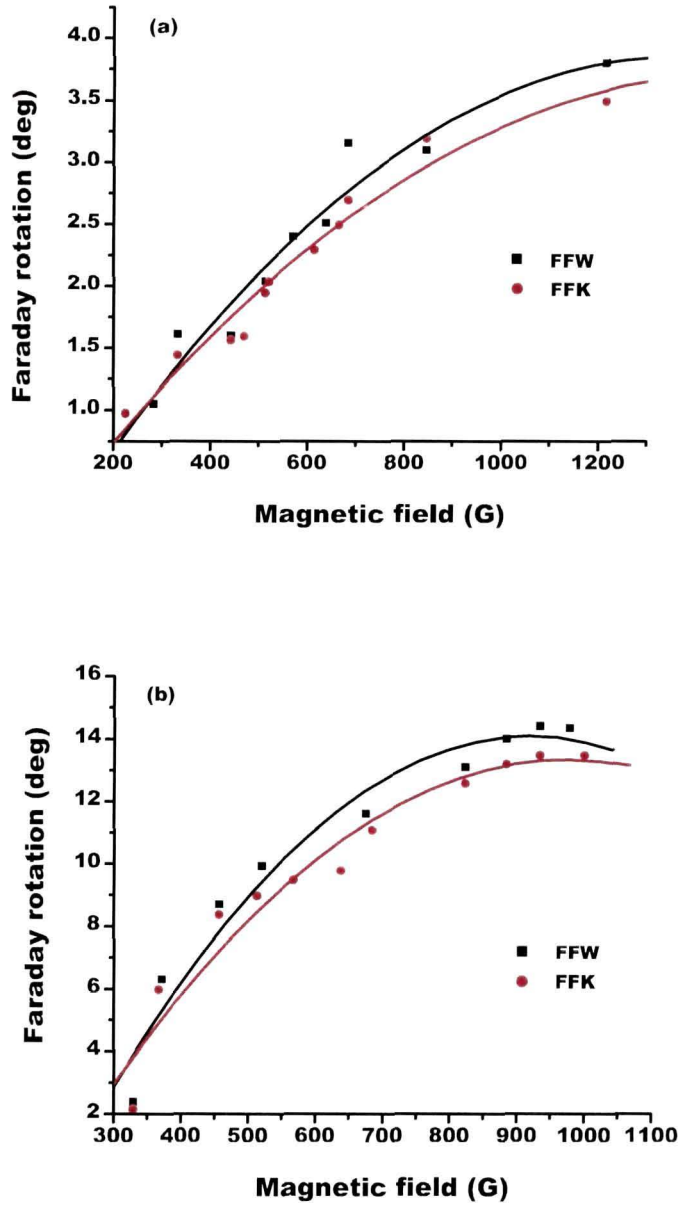 (a)
Faraday rotation (deg)
4.0
3.5
3.0
2.5
2.0
1.5
1.0
FFW
FFK
200 400 600 800 1000 1200
Magnetic field (G)
(b)
Faraday rotation (deg)
16
14
12
10
8
6
4
2
FFW
FFK
300 400 500 600 700 800 900 1000 1100
Magnetic field (G)